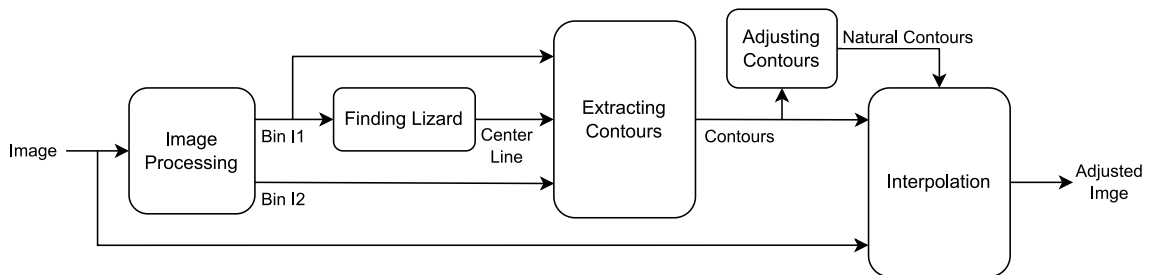 Image
Image
Processing
Bin I1
Bin I2
Finding Lizard
Center
Line
Extracting
Contours
Contours
Adjusting
Contours
Natural Contours
Interpolation
Adjusted
Imge